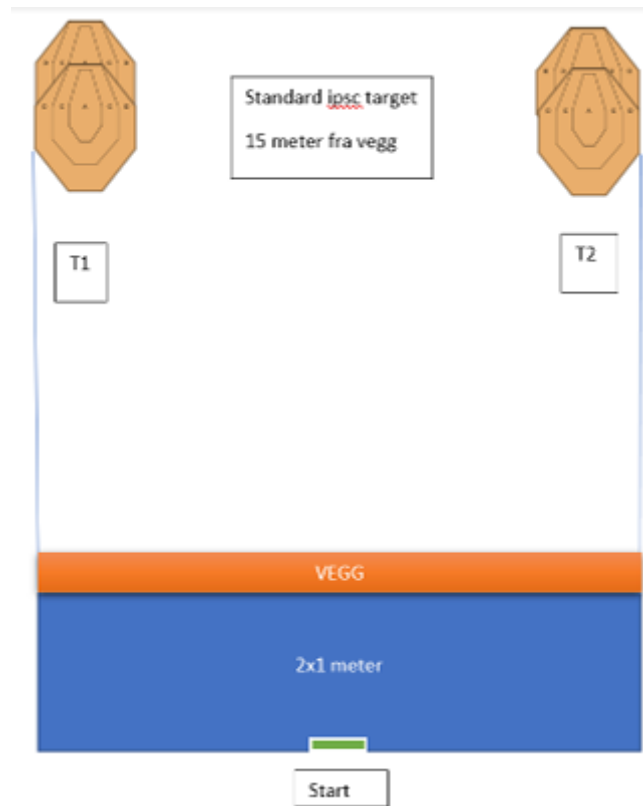 Standard ipsc target
15 meter fra vegg
T1
T2
VEGG
2x1 meter
Start